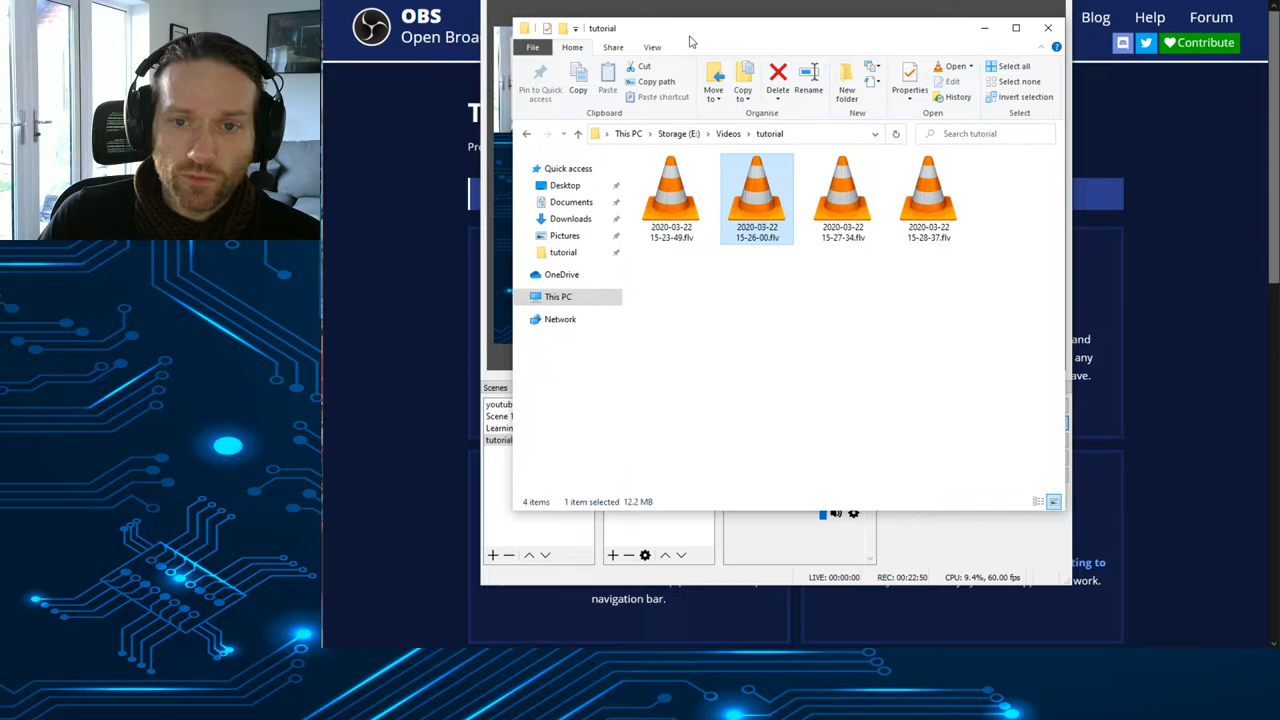 OBS
Open Broa
Blog
Help
Forum
Contribute
tutorial
File
Home
Share
View
Pin to Quick access
Copy
Paste
Cut
Copy path
Paste shortcut
Clipboard
Move to
Copy to
Delete
Rename
Organise
New folder
New
Properties
Open
Edit
History
Open
Select all
Select none
Invert selection
Select
This PC
Storage (E:)
Videos
tutorial
Search tutorial
Quick access
Desktop
Documents
Downloads
Pictures
tutorial
OneDrive
This PC
Network
2020-03-22
15-23-49.flv
2020-03-22
15-26-00.flv
2020-03-22
15-27-34.flv
2020-03-22
15-28-37.flv
4 items
1 item selected 12.2 MB
T
Pr
and
any
ave.
Scenes
youtub
Scene 1
Learnin
tutorial
LIVE: 00:00:00
REC: 00:22:50
CPU: 9.4%, 60.00 fps
ting to
work.
navigation bar.